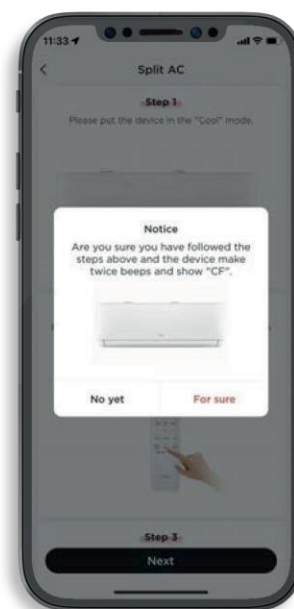 11:33
Split AC
Step 1
Please put the device in the "Cool" mode.
Notice
Are you sure you have followed the
steps above and the device make
twice beeps and show "CF".
No yet
For sure
Step 3
Next